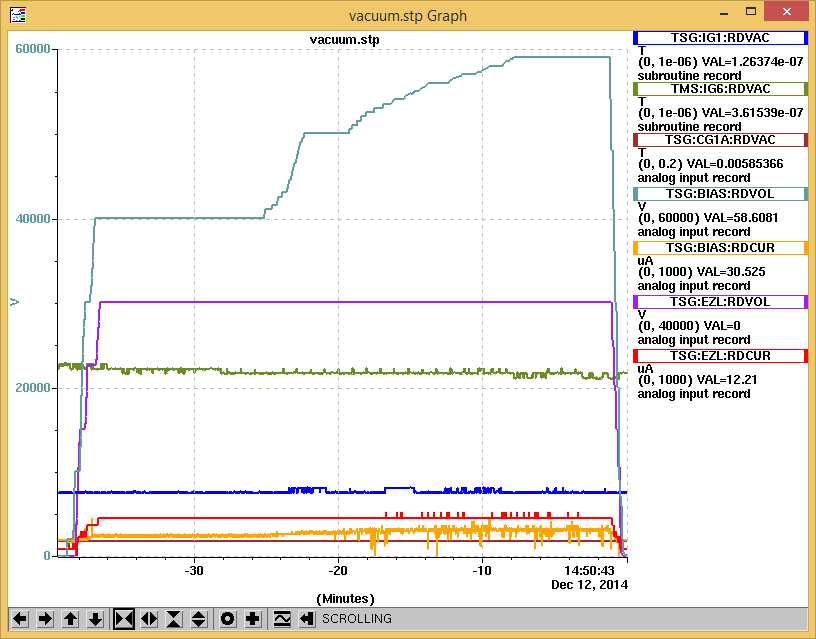 vacuum.stp Graph
vacuum.stp
60000
40000
20000
0
V
-30
-20
-10
14:50:43
Dec 12, 2014
(Minutes)
TSG:IG1:RDVAC
T
(0, 1e-06) VAL=1.26374e-07
subroutine record
TMS:IG6:RDVAC
T
(0, 1e-06) VAL=3.61539e-07
subroutine record
TSG:CG1A:RDVAC
T
(0, 0.2) VAL=0.00585366
analog input record
TSG:BIAS:RDVOL
V
(0, 60000) VAL=58.6081
analog input record
TSG:BIAS:RDCUR
uA
(0, 1000) VAL=30.525
analog input record
TSG:EZL:RDVOL
V
(0, 40000) VAL=0
analog input record
TSG:EZL:RDCUR
uA
(0, 1000) VAL=12.21
analog input record
SCROLLING